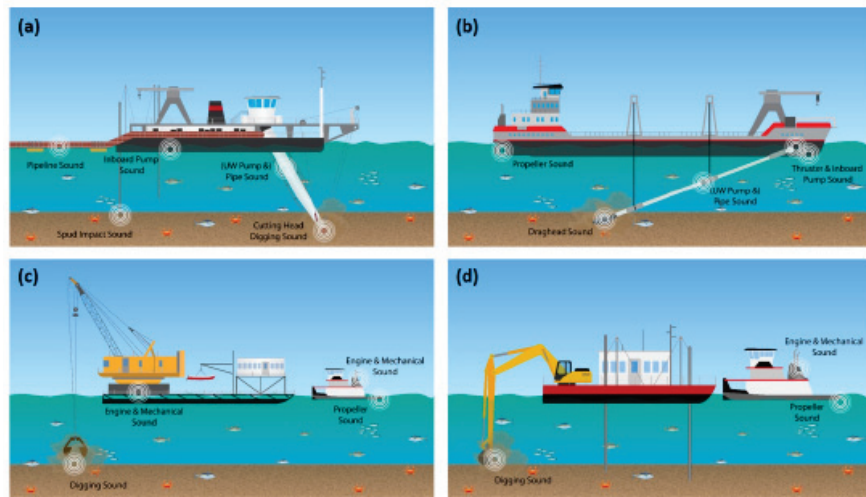 (a)
Pipeline Sound
Inboard Pump
Sound
(UW Pump &)
Pipe Sound
Spud Impact Sound
Cutting Head
Digging Sound
(b)
Propeller Sound
Thruster & Inboard
Pump Sound
(UW Pump &)
Pipe Sound
Draghead Sound
(c)
Engine & Mechanical
Sound
Engine & Mechanical
Sound
Propeller
Sound
Digging Sound
(d)
Engine & Mechanical
Sound
Propeller
Sound
Digging Sound